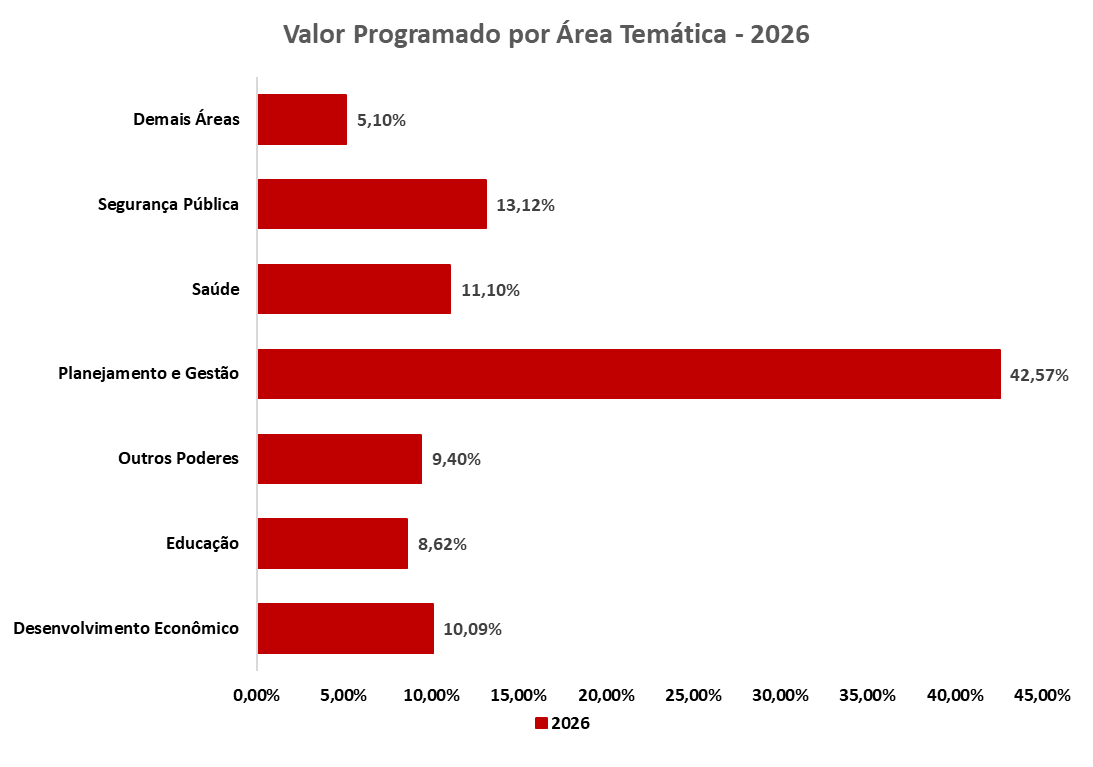 Valor Programado por Área Temática - 2026
Demais Áreas 5,10%
Segurança Pública 13,12%
Saúde 11,10%
Planejamento e Gestão 42,57%
Outros Poderes 9,40%
Educação 8,62%
Desenvolvimento Econômico 10,09%
0,00% 5,00% 10,00% 15,00% 20,00% 25,00% 30,00% 35,00% 40,00% 45,00%
2026